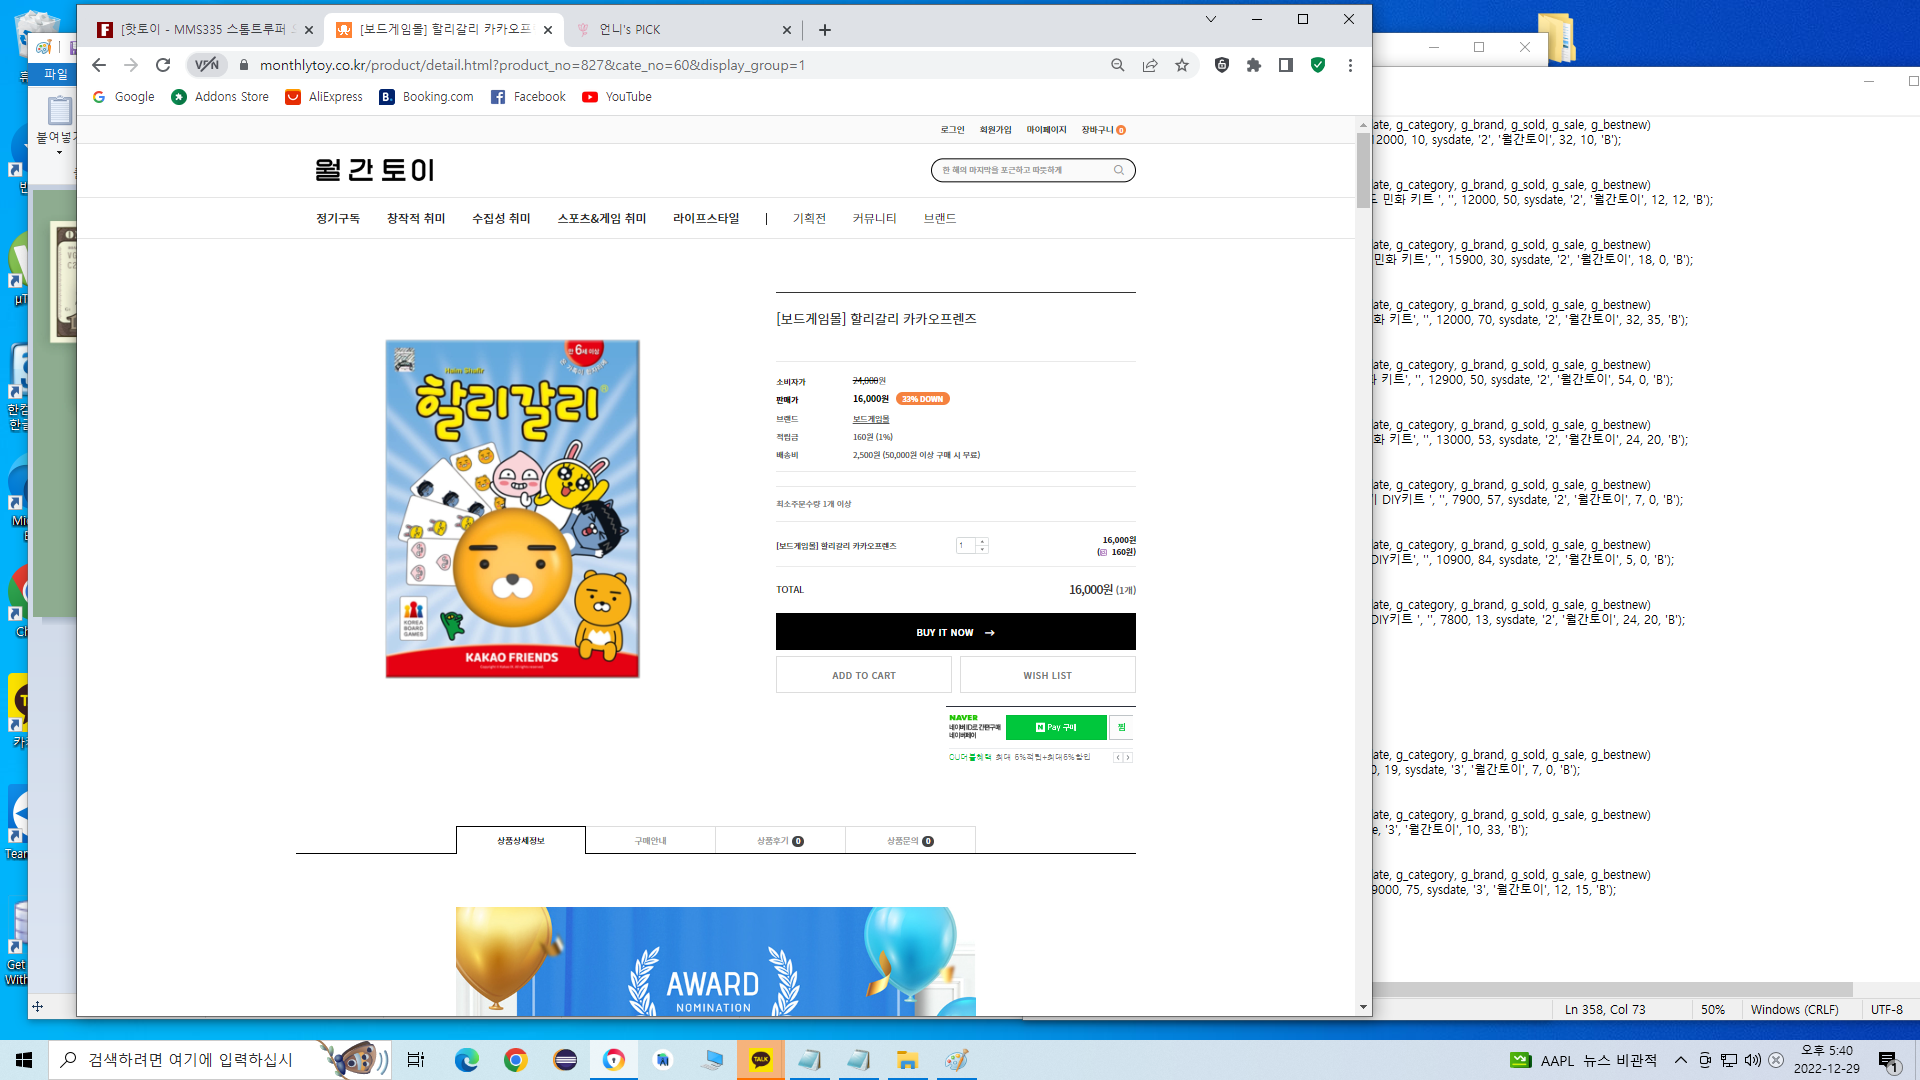 [핫토이 - MMS335 스톰트루퍼
[보드게임몰] 할리갈리 카카오프
언니's PICK
파일
monthlytoy.co.kr/product/detail.html?product_no=827&cate_no=60&display_group=1
VPN
Google
Addons Store
AliExpress
Booking.com
Facebook
YouTube
로그인
회원가입
마이페이지
장바구니 0
월간토이
한 해의 마지막을 포근하고 따뜻하게
정기구독
창작적 취미
수집성 취미
스포츠&게임 취미
라이프스타일
기획전
커뮤니티
브랜드
[보드게임몰] 할리갈리 카카오프렌즈
소비자가 24,000원
판매가 16,000원 33% DOWN
브랜드 보드게임몰
적립금 160원 (1%)
배송비 2,500원 (50,000원 이상 구매 시 무료)
최소주문수량 1개 이상
[보드게임몰] 할리갈리 카카오프렌즈 1 16,000원
( 160원)
TOTAL 16,000원 (1개)
BUY IT NOW →
ADD TO CART
WISH LIST
NAVER
네이버ID로 간편구매
네이버페이
N Pay 구매
찜
최대 6%적립+최대6%할인
만 6세 이상
Haim Shafir
할리갈리
KOREA
BOARD
GAMES
KAKAO FRIENDS
상품상세정보
구매안내
상품후기 0
상품문의 0
AWARD
NOMINATION
ate, g_category, g_brand, g_sold, g_sale, g_bestnew)
12000, 10, sysdate, '2', '월간토이', 32, 10, 'B');
ate, g_category, g_brand, g_sold, g_sale, g_bestnew)
민화 키트 ', '', 12000, 50, sysdate, '2', '월간토이', 12, 12, 'B');
ate, g_category, g_brand, g_sold, g_sale, g_bestnew)
민화 키트', '', 15900, 30, sysdate, '2', '월간토이', 18, 0, 'B');
ate, g_category, g_brand, g_sold, g_sale, g_bestnew)
화 키트', '', 12000, 70, sysdate, '2', '월간토이', 32, 35, 'B');
ate, g_category, g_brand, g_sold, g_sale, g_bestnew)
키트', '', 12900, 50, sysdate, '2', '월간토이', 54, 0, 'B');
ate, g_category, g_brand, g_sold, g_sale, g_bestnew)
화 키트', '', 13000, 53, sysdate, '2', '월간토이', 24, 20, 'B');
ate, g_category, g_brand, g_sold, g_sale, g_bestnew)
DIY키트 ', '', 7900, 57, sysdate, '2', '월간토이', 7, 0, 'B');
ate, g_category, g_brand, g_sold, g_sale, g_bestnew)
DIY키트', '', 10900, 84, sysdate, '2', '월간토이', 5, 0, 'B');
ate, g_category, g_brand, g_sold, g_sale, g_bestnew)
DIY키트 ', '', 7800, 13, sysdate, '2', '월간토이', 24, 20, 'B');
ate, g_category, g_brand, g_sold, g_sale, g_bestnew)
0, 19, sysdate, '3', '월간토이', 7, 0, 'B');
ate, g_category, g_brand, g_sold, g_sale, g_bestnew)
e, '3', '월간토이', 10, 33, 'B');
ate, g_category, g_brand, g_sold, g_sale, g_bestnew)
9000, 75, sysdate, '3', '월간토이', 12, 15, 'B');
Ln 358, Col 73
50%
Windows (CRLF)
UTF-8
검색하려면 여기에 입력하십시
TALK
AAPL 뉴스 비관적
오후 5:40
2022-12-29
1